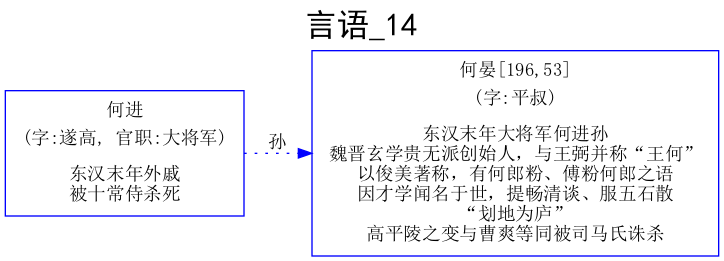 言语_14
何进
(字:遂高, 官职:大将军)
东汉末年外戚
被十常侍杀死
孙
何晏[196,53]
(字:平叔)
东汉末年大将军何进孙
魏晋玄学贵无派创始人，与王弼并称“王何”
以俊美著称，有何郎粉、傅粉何郎之语
因才学闻名于世，提畅清谈、服五石散
“划地为庐”
高平陵之变与曹爽等同被司马氏诛杀